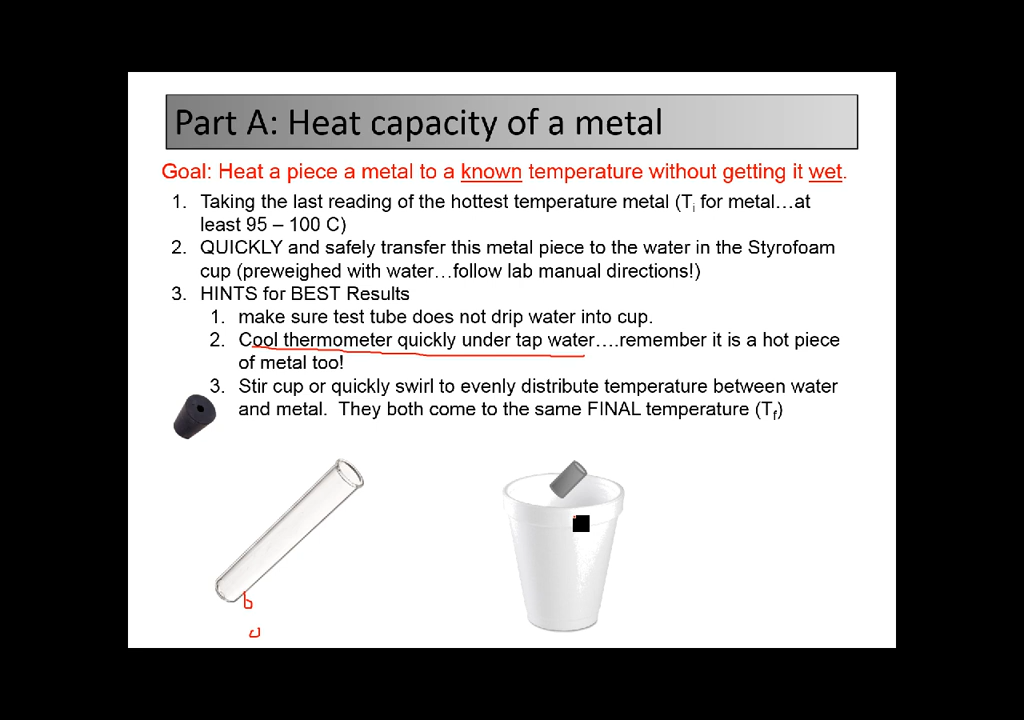 Part A: Heat capacity of a metal
Goal: Heat a piece a metal to a known temperature without getting it wet.
1. Taking the last reading of the hottest temperature metal (Ti for metal…at
least 95 – 100 C)
2. QUICKLY and safely transfer this metal piece to the water in the Styrofoam
cup (preweighed with water…follow lab manual directions!)
3. HINTS for BEST Results
1. make sure test tube does not drip water into cup.
2. Cool thermometer quickly under tap water….remember it is a hot piece
of metal too!
3. Stir cup or quickly swirl to evenly distribute temperature between water
and metal. They both come to the same FINAL temperature (Tf)